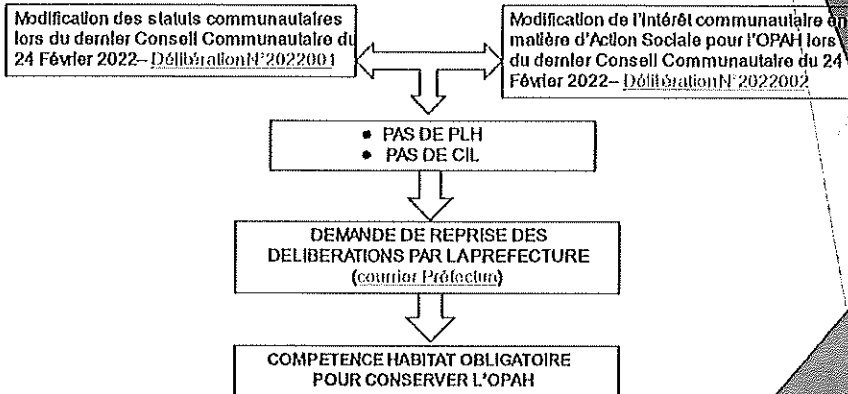 Modification des statuts communautaires
lors du dernier Conseil Communautaire du
24 Février 2022– Délibération N°2022001
Modification de l'Intérêt communautaire en
matière d'Action Sociale pour l'OPAH lors
du dernier Conseil Communautaire du 24
Février 2022– Délibération N°2022002
• PAS DE PLH
• PAS DE CIL
DEMANDE DE REPRISE DES
DELIBERATIONS PAR LAPREFECTURE
(courrier Préfecture)
COMPETENCE HABITAT OBLIGATOIRE
POUR CONSERVER L'OPAH